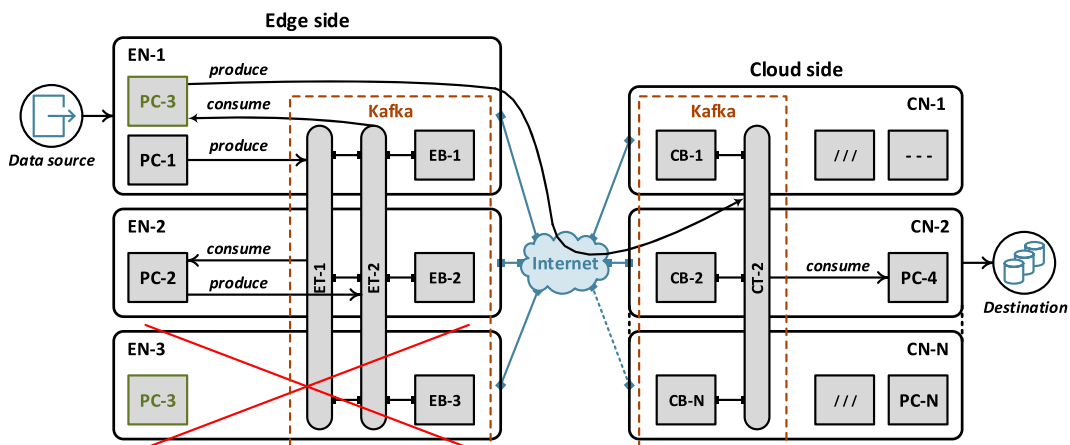 Edge side
EN-1
PC-3
produce
consume
Kafka
PC-1
produce
EB-1
Data source
EN-2
consume
PC-2
produce
ET-1
ET-2
EB-2
EN-3
PC-3
EB-3
Internet
Cloud side
Kafka
CN-1
CB-1
///
---
CN-2
CB-2
CT-2
consume
PC-4
Destination
CN-N
CB-N
///
PC-N